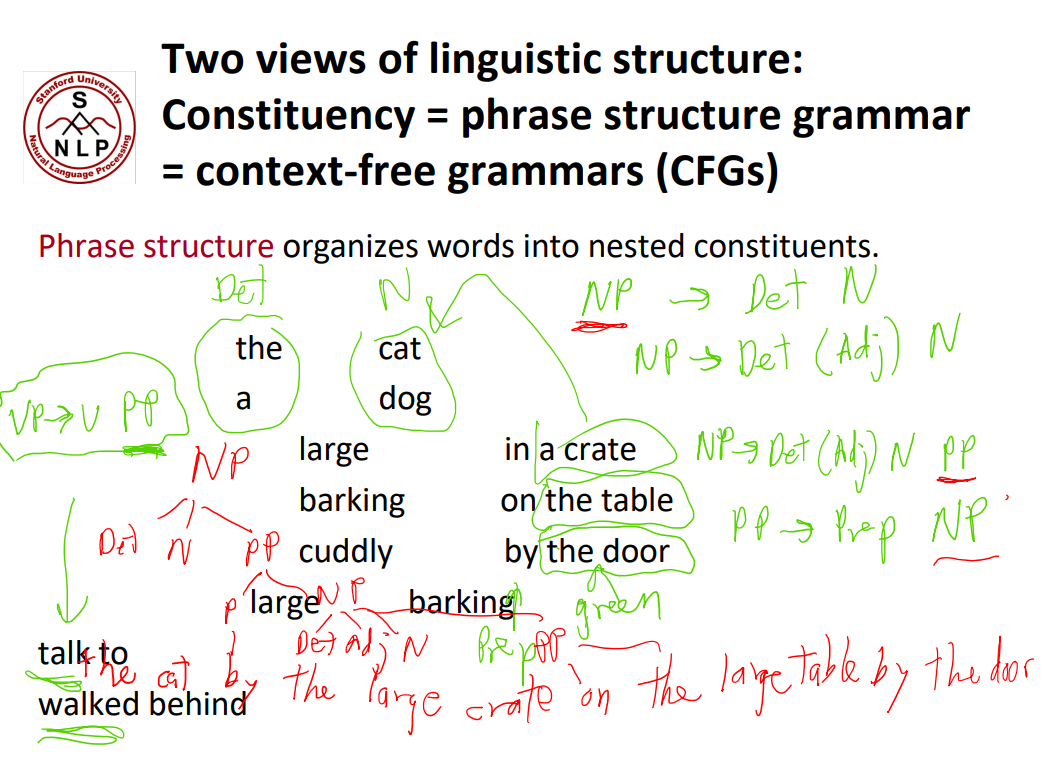 Stanford University
S
NLP
Natural Language Processing
Two views of linguistic structure:
Constituency = phrase structure grammar
= context-free grammars (CFGs)
Phrase structure organizes words into nested constituents.
Det N NP → Det N
the cat
NP → Det (Adj) N
a dog
VP → V PP
large in a crate NP → Det (Adj) N PP
NP
barking on the table
PP → Prep NP
Det N PP cuddly by the door
P large NP barking green
Det adj N Prep PP
talk to
the cat by the large crate on the large table by the door
walked behind